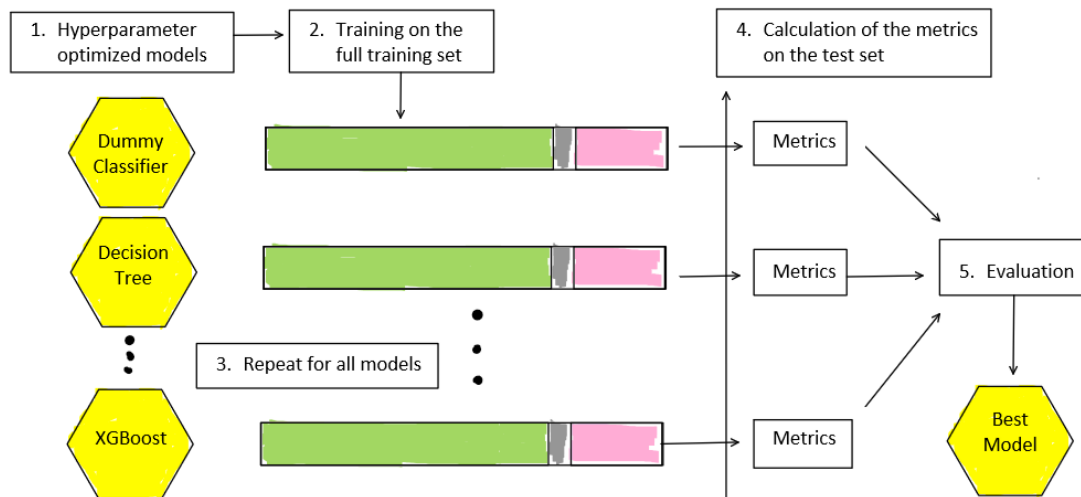 1. Hyperparameter
optimized models
2. Training on the
full training set
4. Calculation of the metrics
on the test set
Dummy
Classifier
Metrics
Decision
Tree
Metrics
5. Evaluation
3. Repeat for all models
XGBoost
Metrics
Best
Model